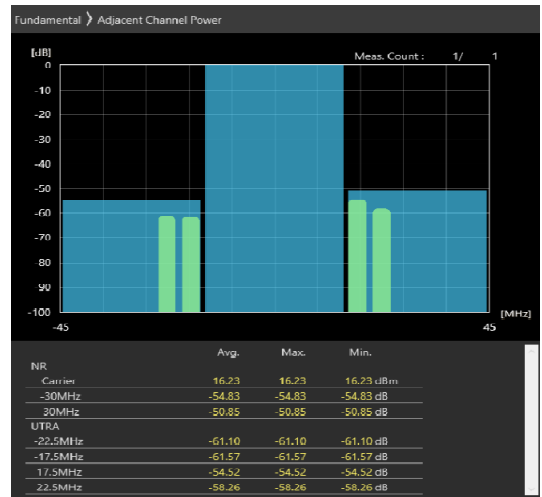 Fundamental 》 Adjacent Channel Power
[dB]
Meas. Count : 1/ 1
0
-10
-20
-30
-40
-50
-60
-70
-80
90
-100
[MHz]
-45 45
Avg. Max. Min.
NR
Carrier 16.23 16.23 16.23 dBm
-30MHz -54.83 -54.83 -54.83 dB
30MHz -50.85 -50.85 -50.85 dB
UTRA
-22.5MHz -61.10 -61.10 -61.10 dB
-17.5MHz -61.57 -61.57 -61.57 dB
17.5MHz -54.52 -54.52 -54.52 dB
22.5MHz -58.26 -58.26 -58.26 dB